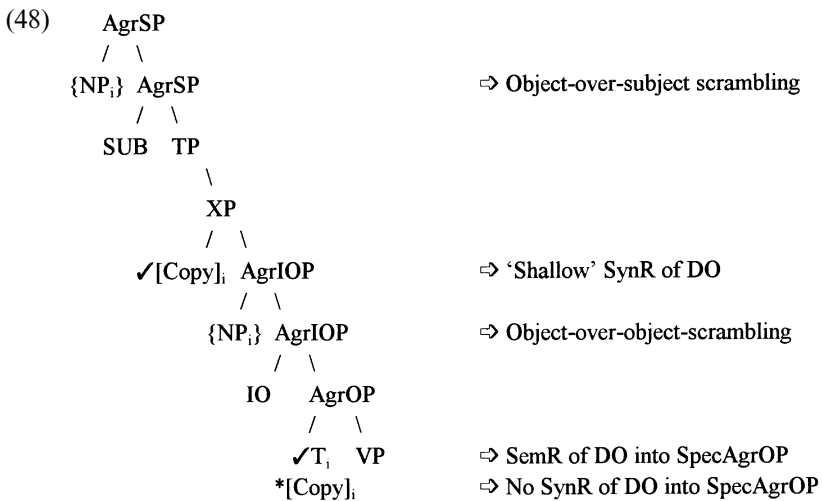 (48) AgrSP
/ \
{NPᵢ} AgrSP ➩ Object-over-subject scrambling
/ \
SUB TP
\
XP
/ \
✓[Copy]ᵢ AgrIOP ➩ ‘Shallow’ SynR of DO
/ \
{NPᵢ} AgrIOP ➩ Object-over-object-scrambling
/ \
IO AgrOP
/ \
✓Tᵢ VP ➩ SemR of DO into SpecAgrOP
*[Copy]ᵢ ➩ No SynR of DO into SpecAgrOP